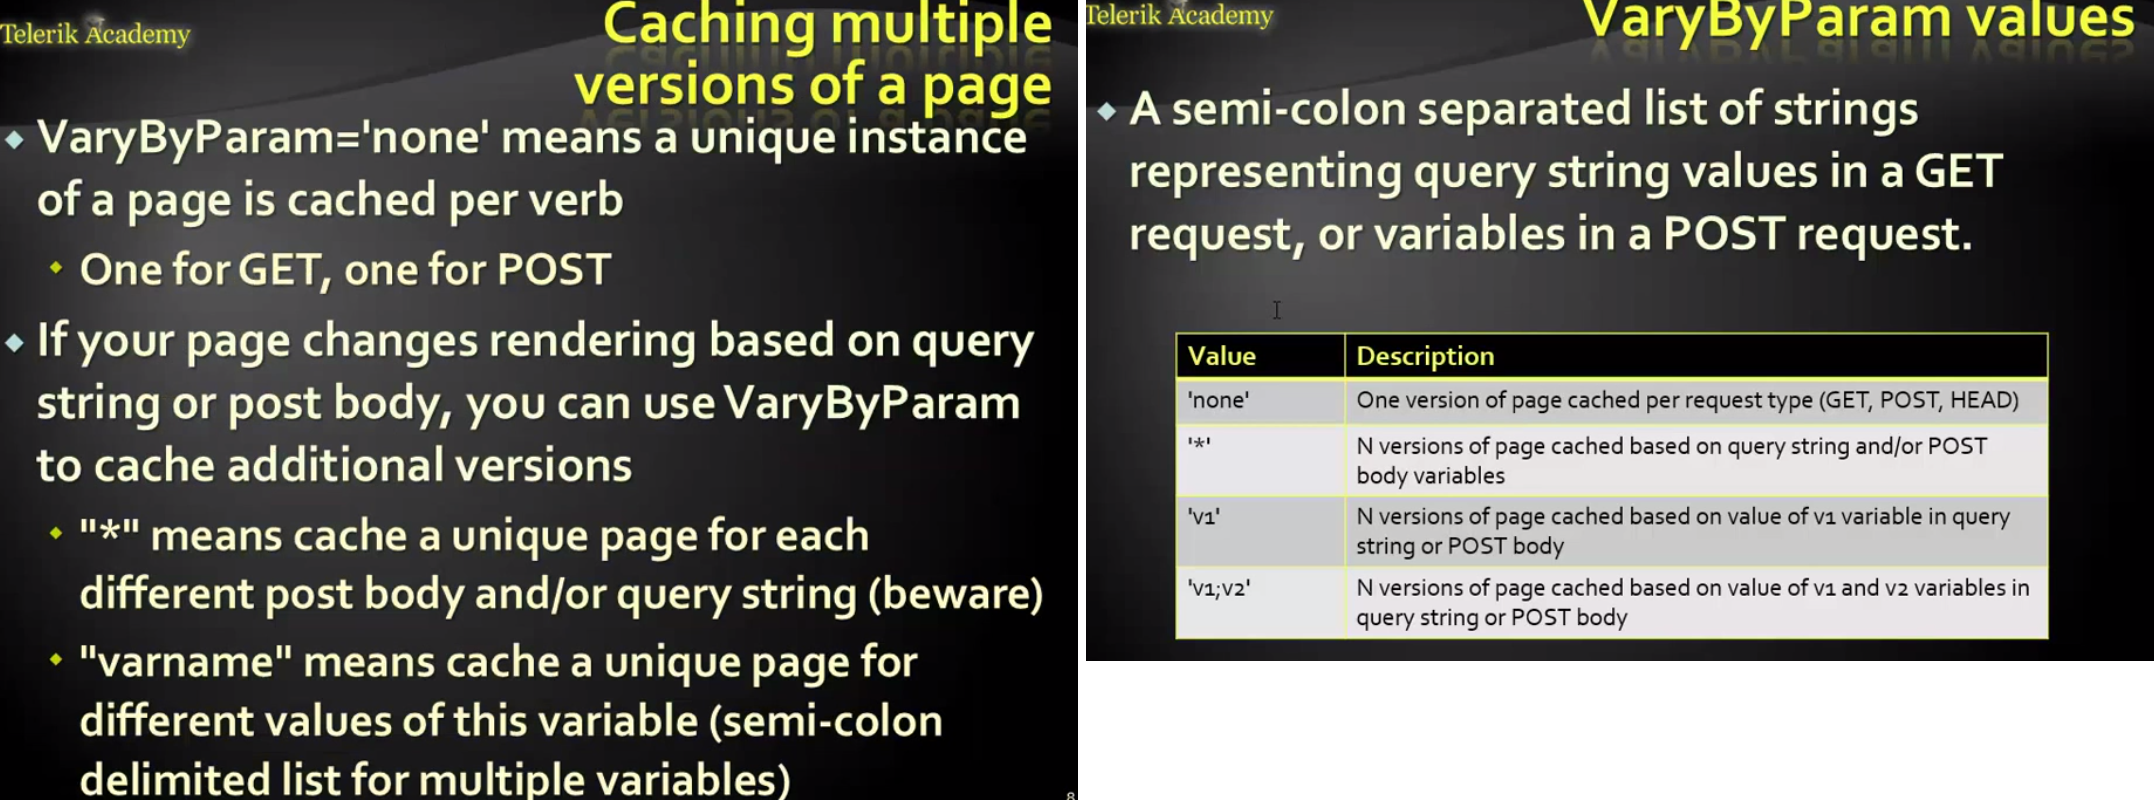 Telerik Academy
Caching multiple
versions of a page
VaryByParam='none' means a unique instance
of a page is cached per verb
One for GET, one for POST
If your page changes rendering based on query
string or post body, you can use VaryByParam
to cache additional versions
"*" means cache a unique page for each
different post body and/or query string (beware)
"varname" means cache a unique page for
different values of this variable (semi-colon
delimited list for multiple variables)
8
Telerik Academy
VaryByParam values
A semi-colon separated list of strings
representing query string values in a GET
request, or variables in a POST request.
Value Description
'none' One version of page cached per request type (GET, POST, HEAD)
'*' N versions of page cached based on query string and/or POST
body variables
'v1' N versions of page cached based on value of v1 variable in query
string or POST body
'v1;v2' N versions of page cached based on value of v1 and v2 variables in
query string or POST body